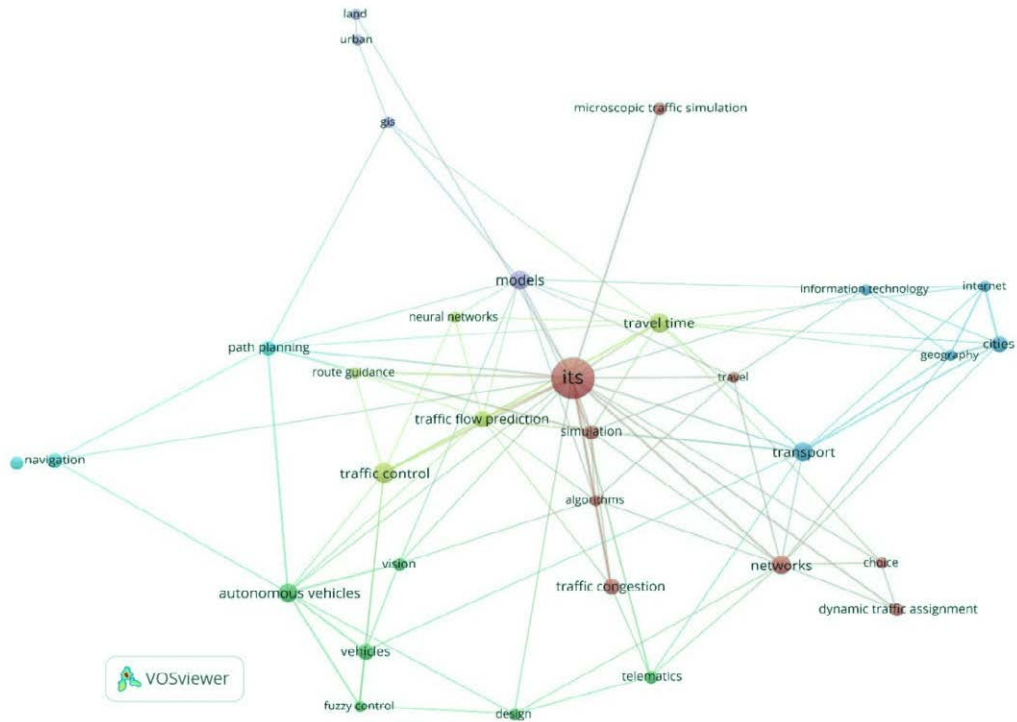 land
urban
microscopic traffic simulation
gis
models
information technology
internet
neural networks
travel time
path planning
cities
geography
route guidance
its
travel
traffic flow prediction
simulation
transport
navigation
traffic control
algorithms
vision
networks
choice
autonomous vehicles
traffic congestion
dynamic traffic assignment
vehicles
telematics
VOSviewer
fuzzy control
design